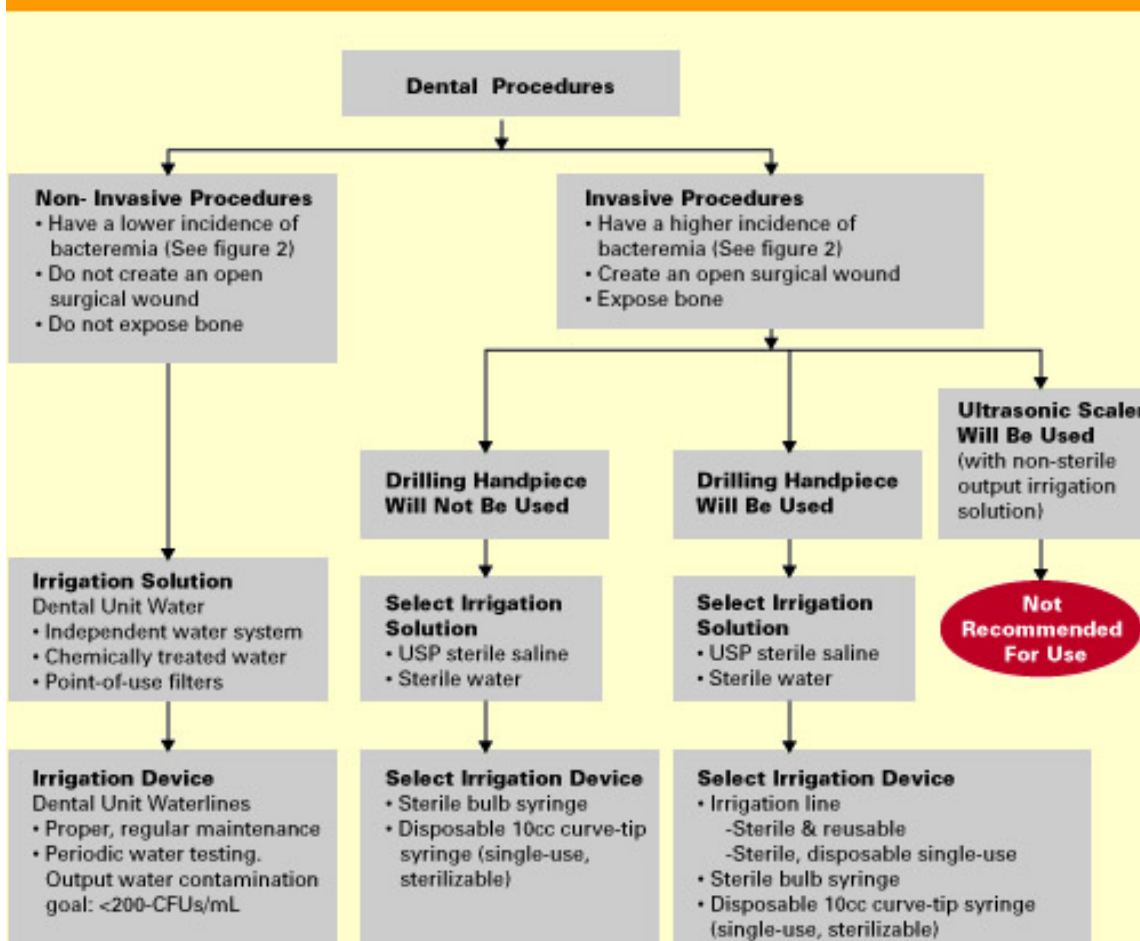 Dental Procedures
Non- Invasive Procedures
• Have a lower incidence of
bacteremia (See figure 2)
• Do not create an open
surgical wound
• Do not expose bone
Invasive Procedures
• Have a higher incidence of
bacteremia (See figure 2)
• Create an open surgical wound
• Expose bone
Drilling Handpiece
Will Not Be Used
Drilling Handpiece
Will Be Used
Ultrasonic Scaler
Will Be Used
(with non-sterile
output irrigation
solution)
Irrigation Solution
Dental Unit Water
• Independent water system
• Chemically treated water
• Point-of-use filters
Select Irrigation
Solution
• USP sterile saline
• Sterile water
Select Irrigation
Solution
• USP sterile saline
• Sterile water
Not
Recommended
For Use
Irrigation Device
Dental Unit Waterlines
• Proper, regular maintenance
• Periodic water testing.
Output water contamination
goal: <200-CFUs/mL
Select Irrigation Device
• Sterile bulb syringe
• Disposable 10cc curve-tip
syringe (single-use,
sterilizable)
Select Irrigation Device
• Irrigation line
-Sterile & reusable
-Sterile, disposable single-use
• Sterile bulb syringe
• Disposable 10cc curve-tip syringe
(single-use, sterilizable)